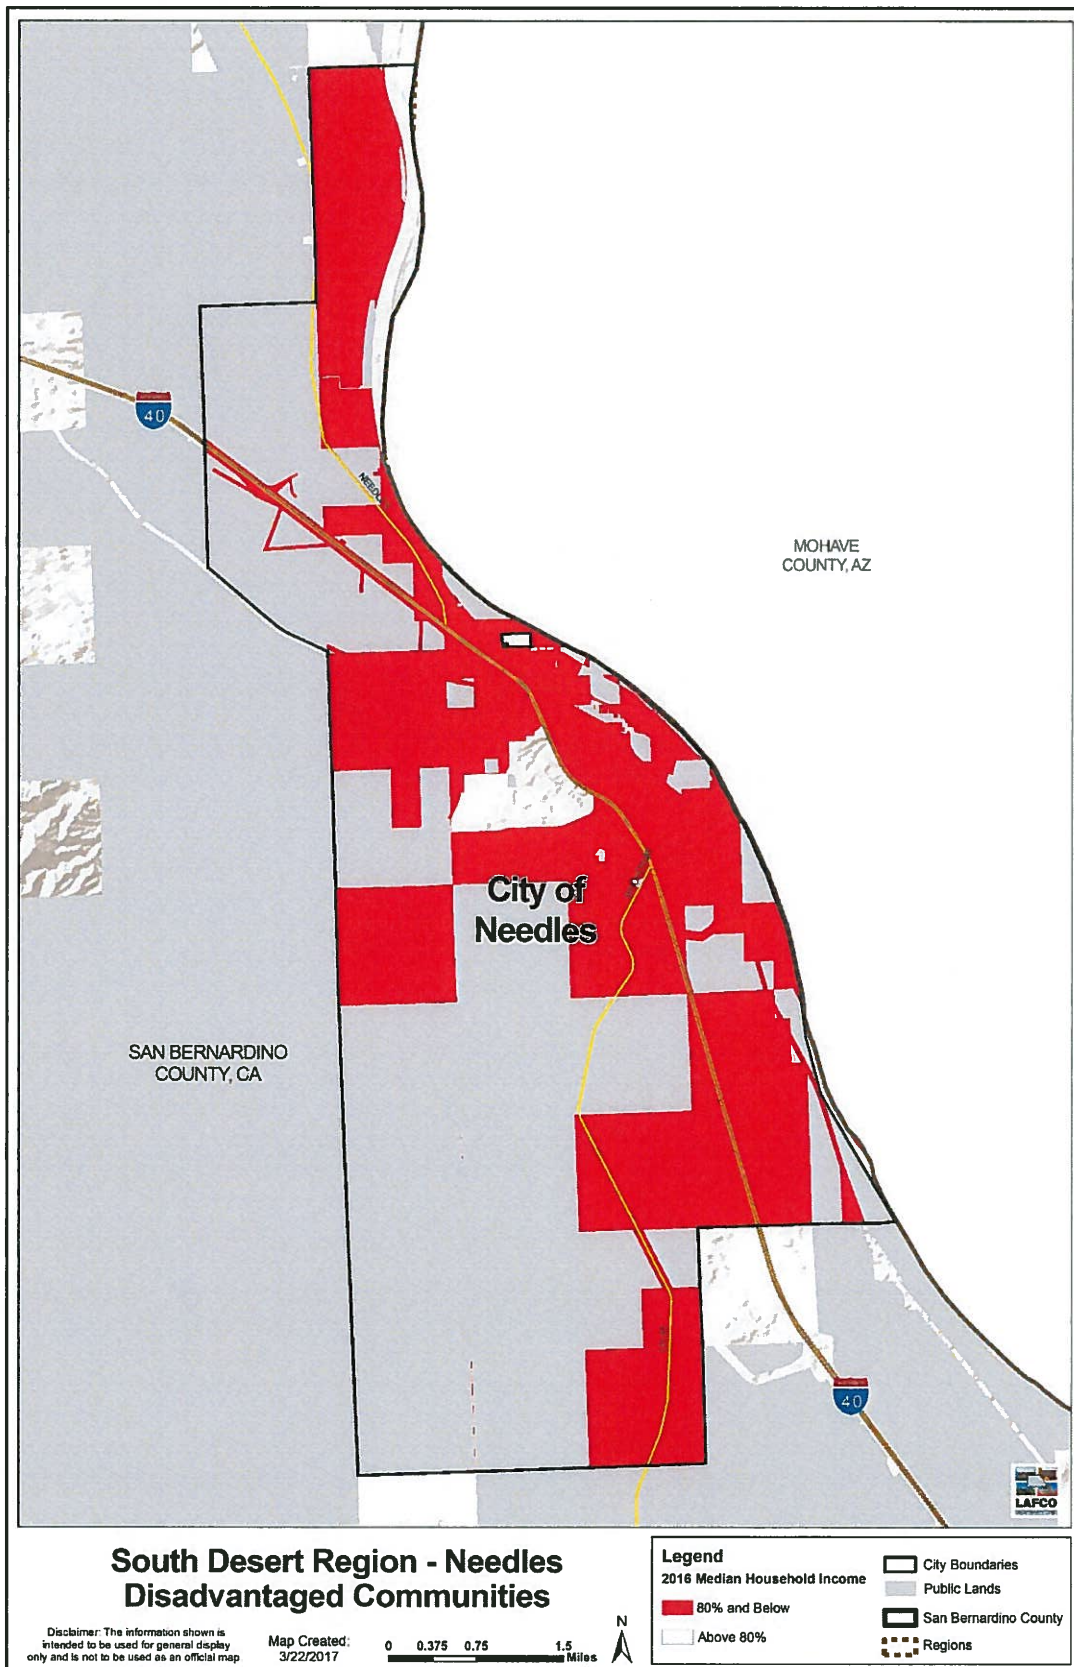 40
NEEDL
MOHAVE
COUNTY, AZ
City of
Needles
SAN BERNARDINO
COUNTY, CA
40
LAFCO
South Desert Region - Needles
Disadvantaged Communities
Disclaimer: The information shown is
intended to be used for general display
only and is not to be used as an official map
Map Created:
3/22/2017
0 0.375 0.75 1.5
Miles
N
Legend
2016 Median Household Income
80% and Below
Above 80%
City Boundaries
Public Lands
San Bernardino County
Regions